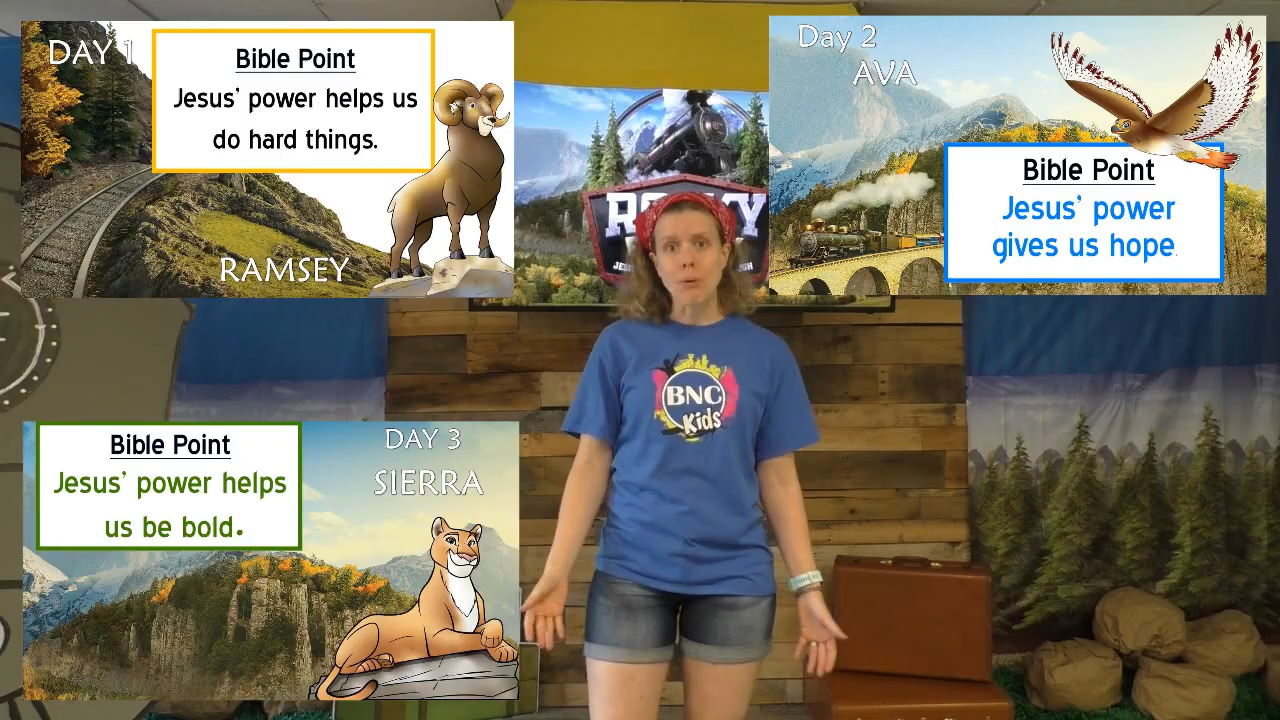 DAY 1
Bible Point
Jesus' power helps us
do hard things.
RAMSEY
Day 2
AVA
Bible Point
Jesus' power
gives us hope.
BNC
Kids
Bible Point
Jesus' power helps
us be bold.
DAY 3
SIERRA